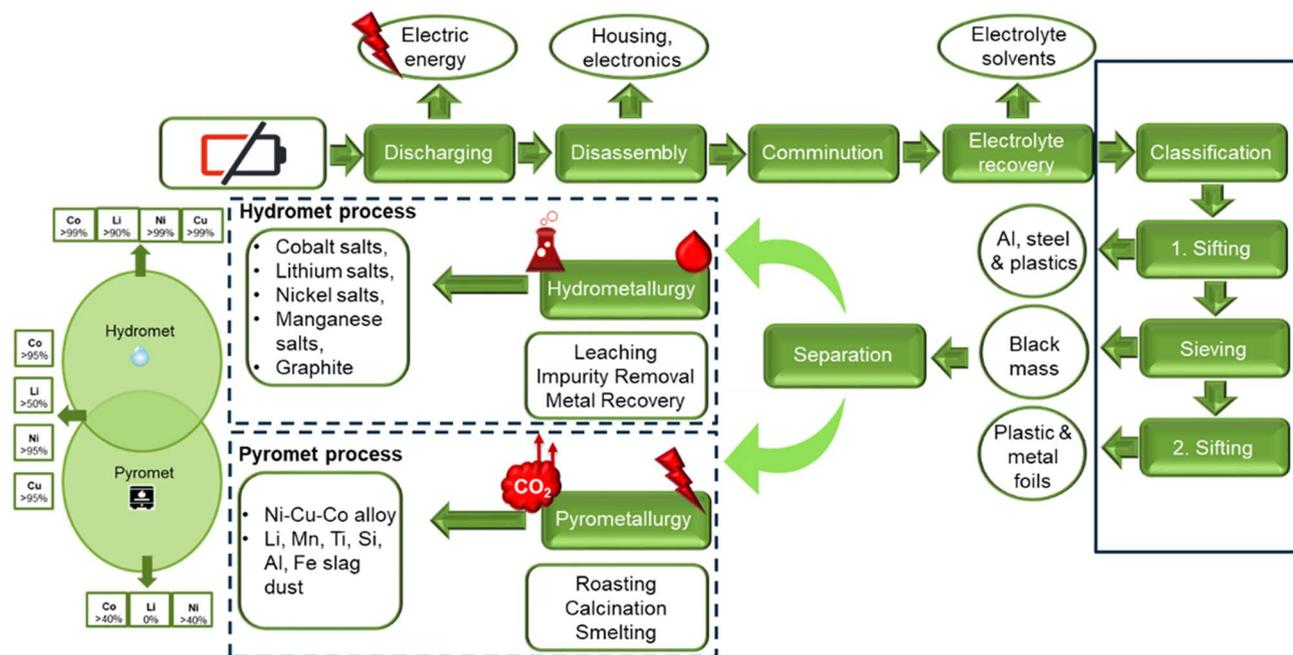 Electric
energy
Housing,
electronics
Electrolyte
solvents
Discharging
Disassembly
Comminution
Electrolyte
recovery
Classification
1. Sifting
Al, steel
& plastics
Sieving
Black
mass
2. Sifting
Plastic &
metal
foils
Separation
Hydromet process
• Cobalt salts,
• Lithium salts,
• Nickel salts,
• Manganese
salts,
• Graphite
Hydrometallurgy
Leaching
Impurity Removal
Metal Recovery
Pyromet process
• Ni-Cu-Co alloy
• Li, Mn, Ti, Si,
Al, Fe slag
dust
CO2
Pyrometallurgy
Roasting
Calcination
Smelting
Co Li Ni Cu
>99% >90% >99% >99%
Hydromet
Co
>95%
Li
>50%
Ni
>95%
Cu
>95%
Pyromet
Co Li Ni
>40% 0% >40%